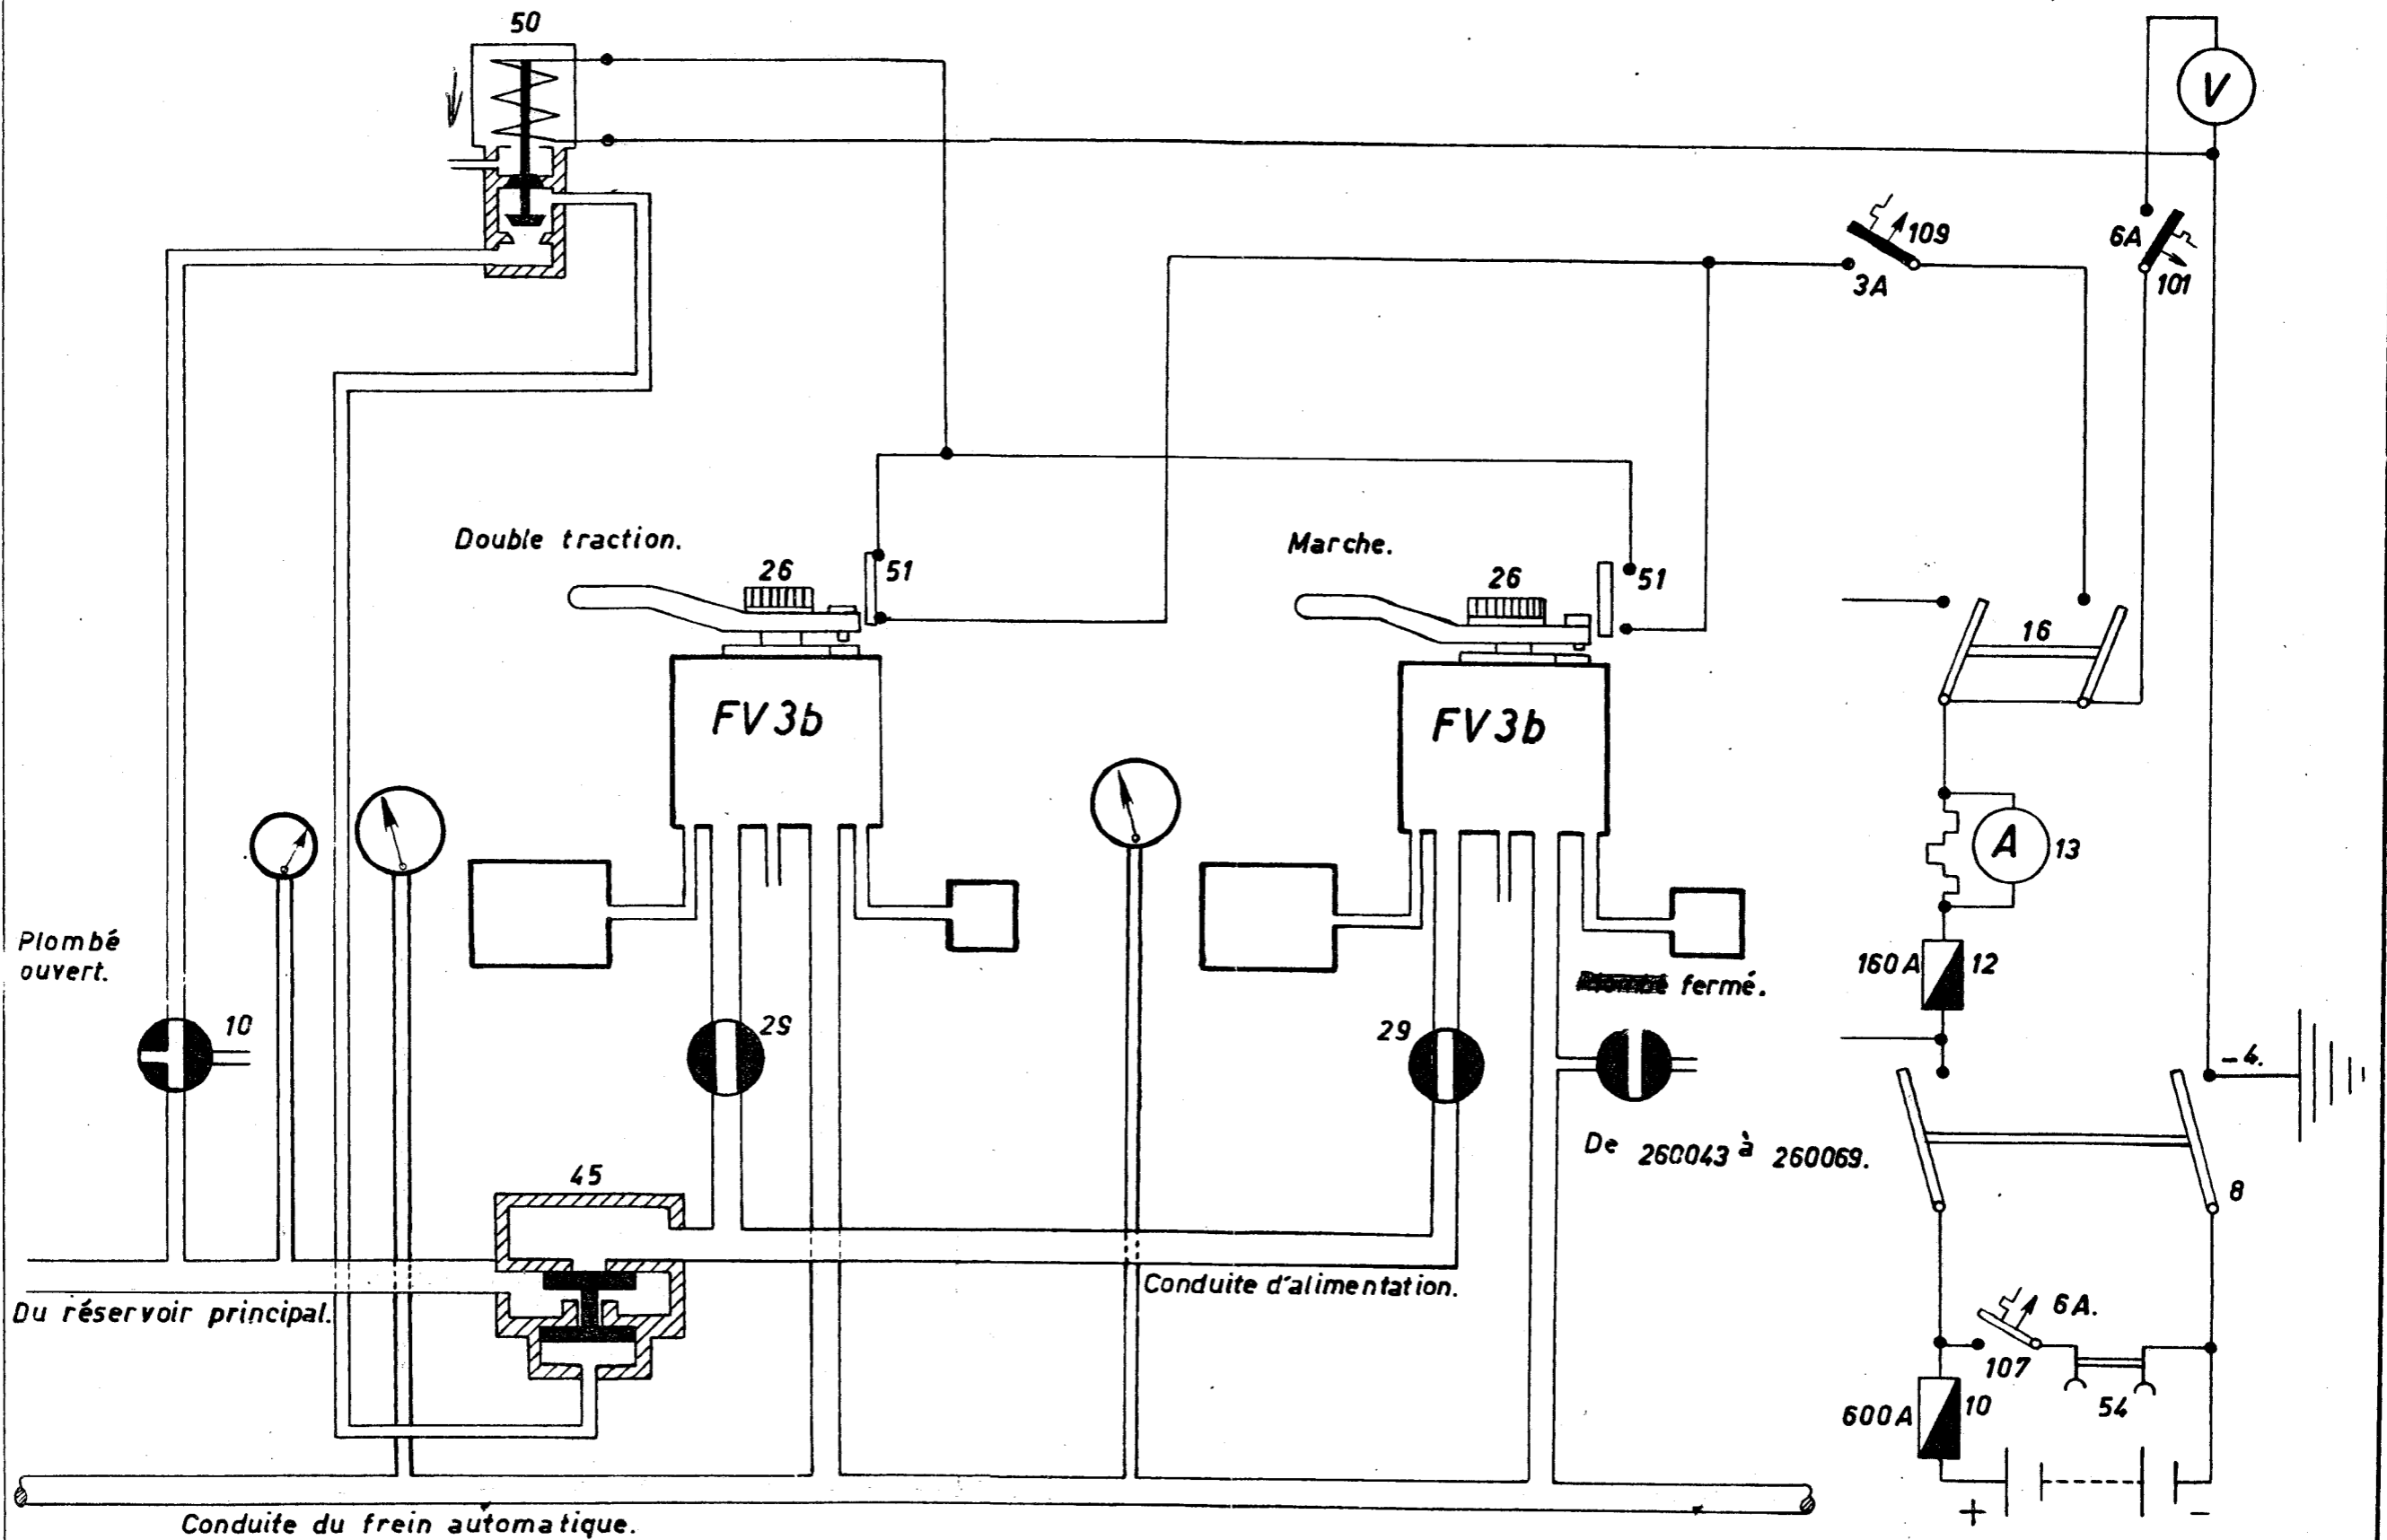 50
V
109
3A
6A
101
Double traction.
26
51
Marche.
26
51
16
FV3b
FV3b
A
13
Plombé
ouvert.
160A
12
fermé.
10
29
29
-4.
De 260043 à 260069.
45
8
Du réservoir principal.
Conduite d'alimentation.
6A.
107
54
600A
10
+
-
Conduite du frein automatique.